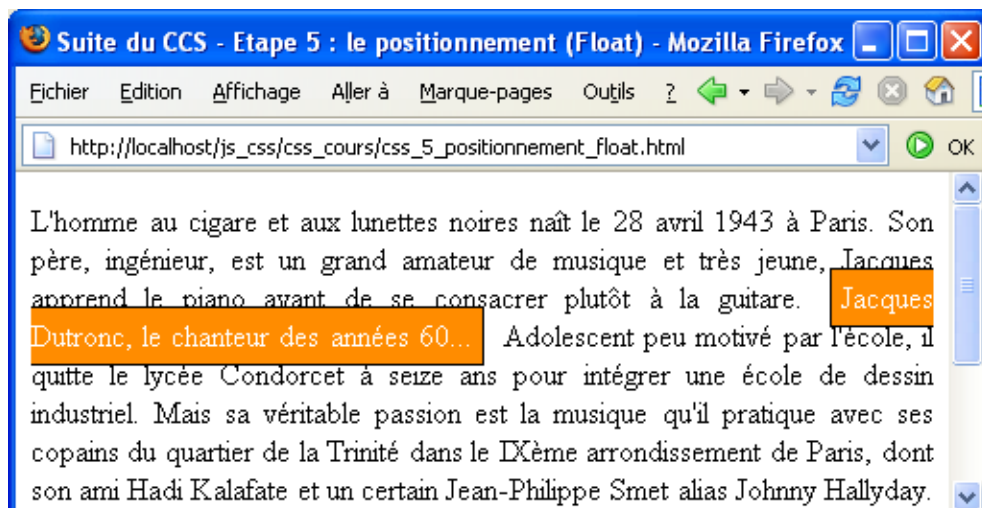 Suite du CCS - Etape 5 : le positionnement (Float) - Mozilla Firefox
Fichier Edition Affichage Aller à Marque-pages Outils ?
http://localhost/js_css/css_cours/css_5_positionnement_float.html OK
L'homme au cigare et aux lunettes noires naît le 28 avril 1943 à Paris. Son
père, ingénieur, est un grand amateur de musique et très jeune, Jacques
apprend le piano avant de se consacrer plutôt à la guitare. Jacques
Dutronc, le chanteur des années 60... Adolescent peu motivé par l'école, il
quitte le lycée Condorcet à seize ans pour intégrer une école de dessin
industriel. Mais sa véritable passion est la musique qu'il pratique avec ses
copains du quartier de la Trinité dans le IXème arrondissement de Paris, dont
son ami Hadi Kalafate et un certain Jean-Philippe Smet alias Johnny Hallyday.